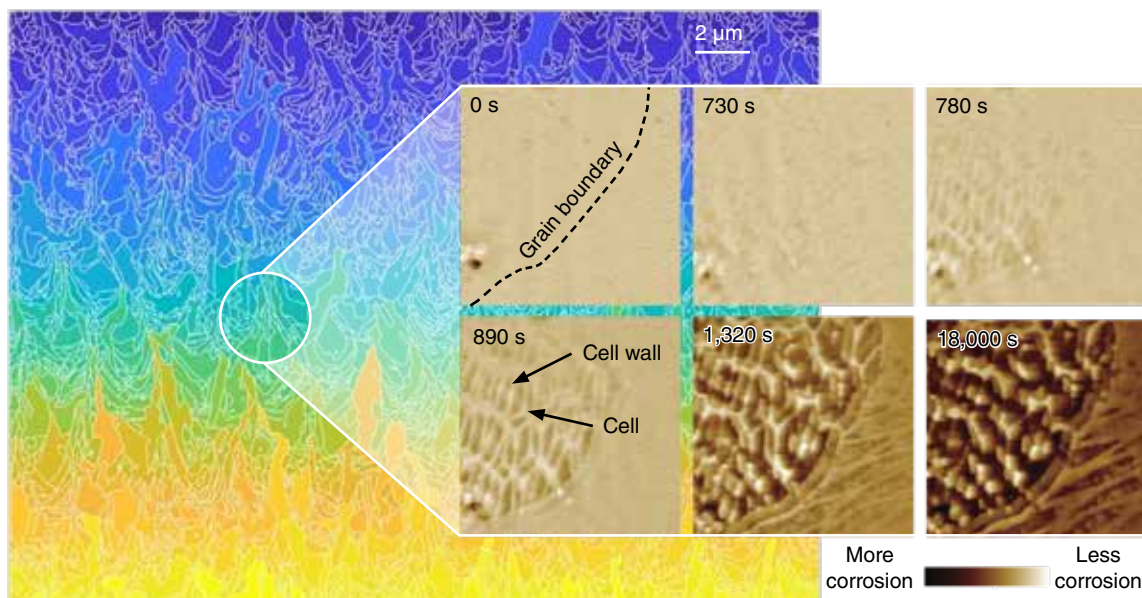 2 µm
0 s
730 s
780 s
Grain boundary
890 s
1,320 s
18,000 s
Cell wall
Cell
More
corrosion
Less
corrosion